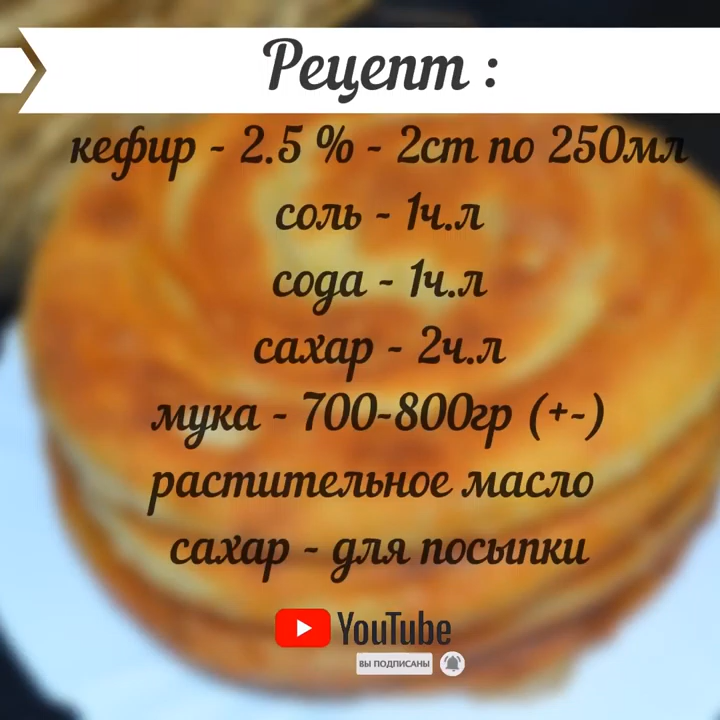 Рецепт :
кефир - 2.5 % - 2ст по 250мл
соль - 1ч.л
сода - 1ч.л
сахар - 2ч.л
мука - 700-800гр (+-)
растительное масло
сахар - для посыпки
YouTube
ВЫ ПОДПИСАНЫ